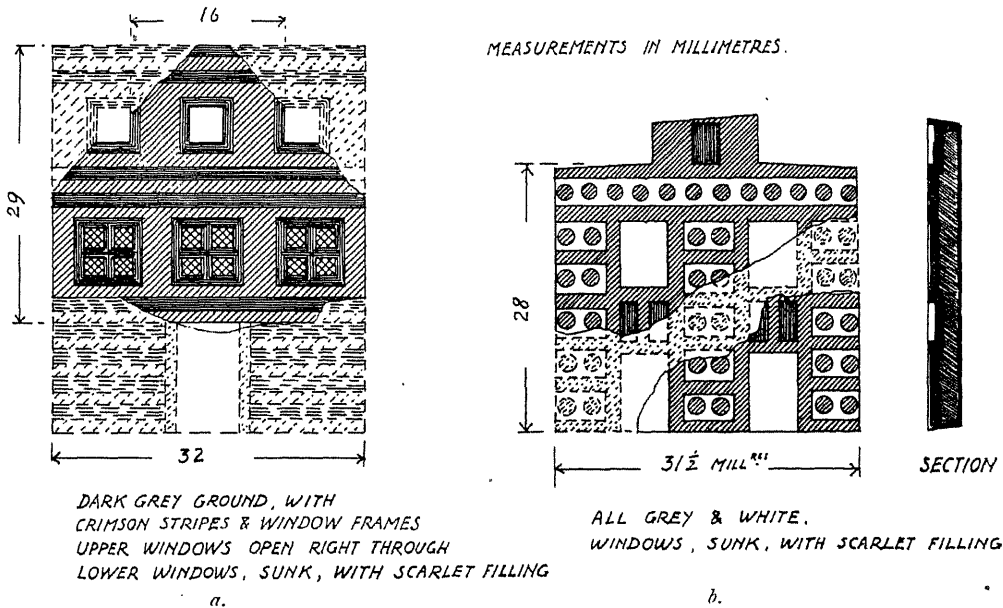 16
MEASUREMENTS IN MILLIMETRES.
29
28
32
31½ MILLRES
SECTION
DARK GREY GROUND, WITH
CRIMSON STRIPES & WINDOW FRAMES
UPPER WINDOWS OPEN RIGHT THROUGH
LOWER WINDOWS, SUNK, WITH SCARLET FILLING
a.
ALL GREY & WHITE.
WINDOWS, SUNK, WITH SCARLET FILLING
b.